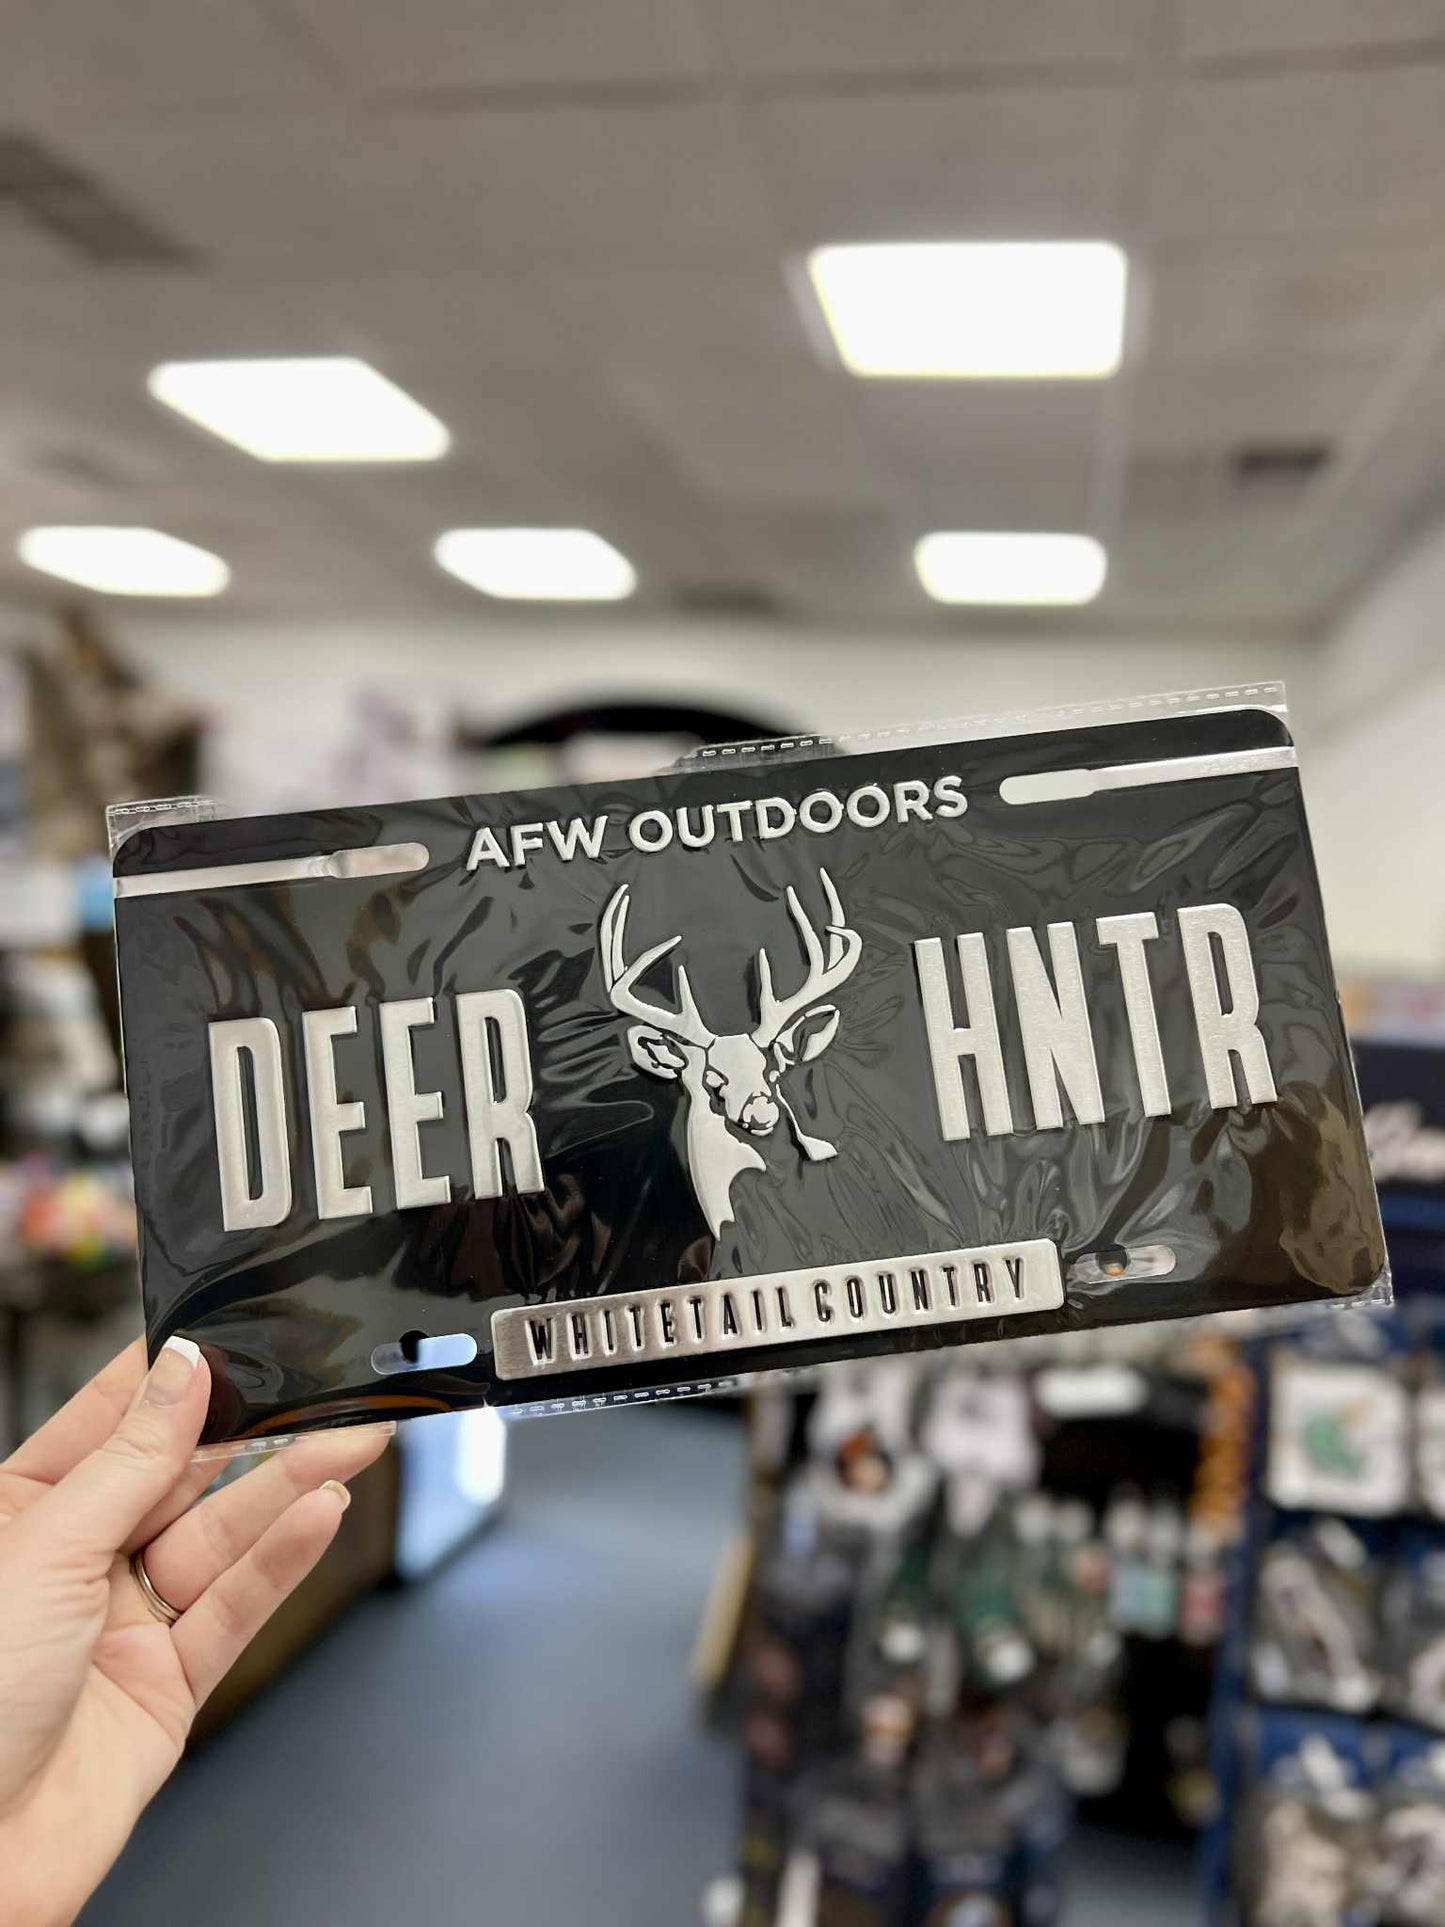 AFW OUTDOORS
DEER HNTR
WHITETAIL COUNTRY